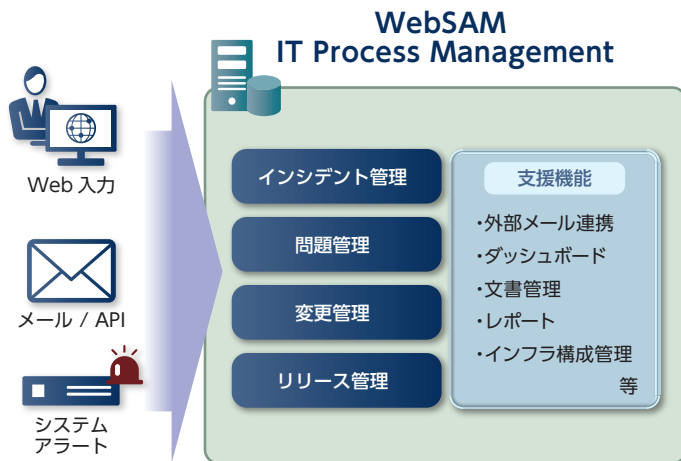 WebSAM
IT Process Management
Web 入力
メール / API
システム
アラート
インシデント管理
問題管理
変更管理
リリース管理
支援機能
・外部メール連携
・ダッシュボード
・文書管理
・レポート
・インフラ構成管理
等